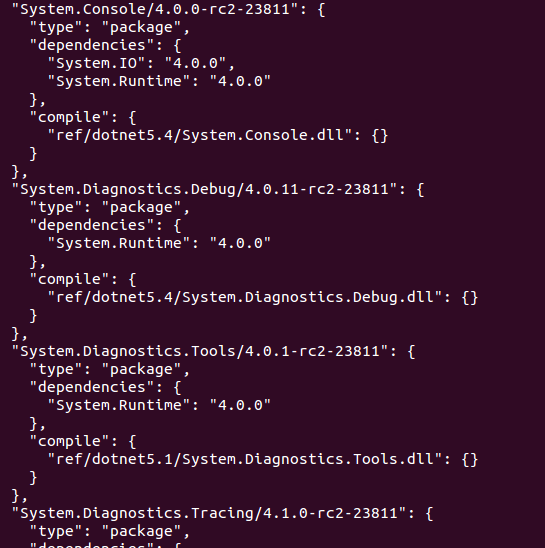 "System.Console/4.0.0-rc2-23811": {
"type": "package",
"dependencies": {
"System.IO": "4.0.0",
"System.Runtime": "4.0.0"
},
"compile": {
"ref/dotnet5.4/System.Console.dll": {}
}
},
"System.Diagnostics.Debug/4.0.11-rc2-23811": {
"type": "package",
"dependencies": {
"System.Runtime": "4.0.0"
},
"compile": {
"ref/dotnet5.4/System.Diagnostics.Debug.dll": {}
}
},
"System.Diagnostics.Tools/4.0.1-rc2-23811": {
"type": "package",
"dependencies": {
"System.Runtime": "4.0.0"
},
"compile": {
"ref/dotnet5.1/System.Diagnostics.Tools.dll": {}
}
},
"System.Diagnostics.Tracing/4.1.0-rc2-23811": {
"type": "package",
"dependencies": {